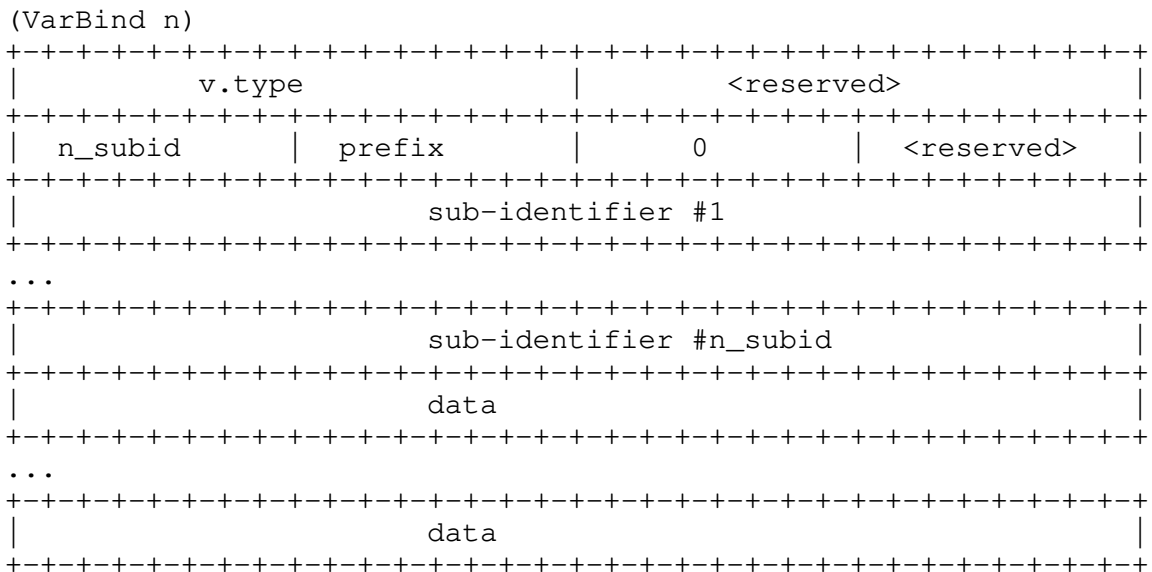 (VarBind n)
+-+-+-+-+-+-+-+-+-+-+-+-+-+-+-+-+-+-+-+-+-+-+-+-+-+-+-+-+-+-+-+-+
|           v.type              |        <reserved>             |
+-+-+-+-+-+-+-+-+-+-+-+-+-+-+-+-+-+-+-+-+-+-+-+-+-+-+-+-+-+-+-+-+
|  n_subid      |  prefix       |      0        |  <reserved>   |
+-+-+-+-+-+-+-+-+-+-+-+-+-+-+-+-+-+-+-+-+-+-+-+-+-+-+-+-+-+-+-+-+
|                       sub-identifier #1                       |
+-+-+-+-+-+-+-+-+-+-+-+-+-+-+-+-+-+-+-+-+-+-+-+-+-+-+-+-+-+-+-+-+
...
+-+-+-+-+-+-+-+-+-+-+-+-+-+-+-+-+-+-+-+-+-+-+-+-+-+-+-+-+-+-+-+-+
|                       sub-identifier #n_subid                 |
+-+-+-+-+-+-+-+-+-+-+-+-+-+-+-+-+-+-+-+-+-+-+-+-+-+-+-+-+-+-+-+-+
|                       data                                    |
+-+-+-+-+-+-+-+-+-+-+-+-+-+-+-+-+-+-+-+-+-+-+-+-+-+-+-+-+-+-+-+-+
...
+-+-+-+-+-+-+-+-+-+-+-+-+-+-+-+-+-+-+-+-+-+-+-+-+-+-+-+-+-+-+-+-+
|                       data                                    |
+-+-+-+-+-+-+-+-+-+-+-+-+-+-+-+-+-+-+-+-+-+-+-+-+-+-+-+-+-+-+-+-+